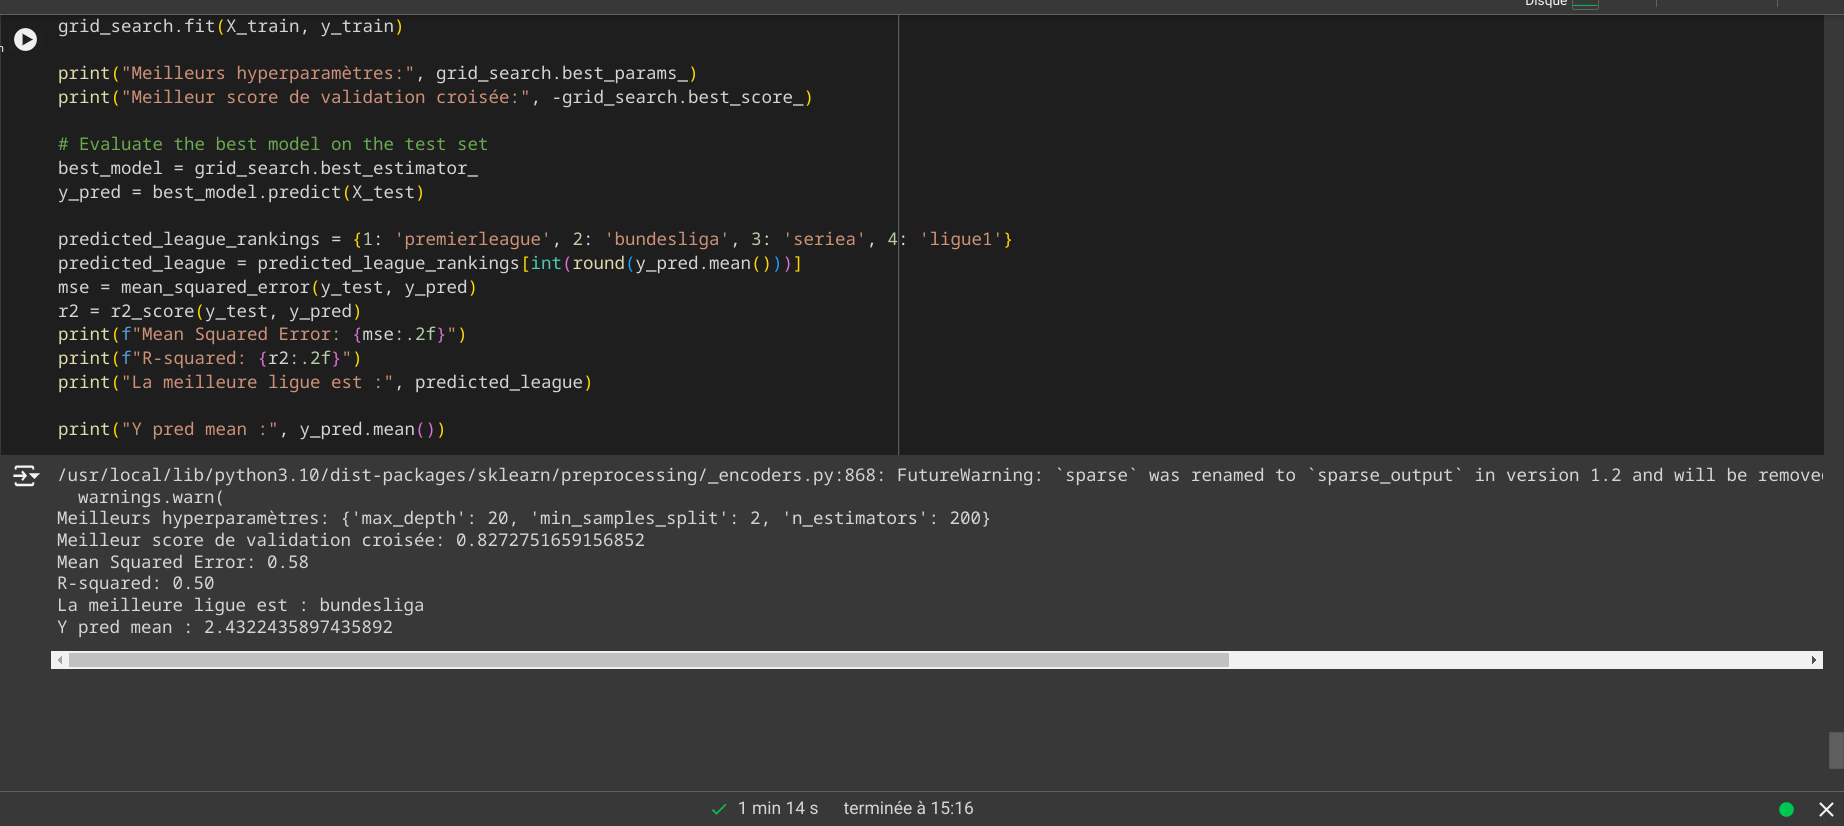 Disque
grid_search.fit(X_train, y_train)
print("Meilleurs hyperparamètres:", grid_search.best_params_)
print("Meilleur score de validation croisée:", -grid_search.best_score_)
# Evaluate the best model on the test set
best_model = grid_search.best_estimator_
y_pred = best_model.predict(X_test)
predicted_league_rankings = {1: 'premierleague', 2: 'bundesliga', 3: 'seriea', 4: 'ligue1'}
predicted_league = predicted_league_rankings[int(round(y_pred.mean()))]
mse = mean_squared_error(y_test, y_pred)
r2 = r2_score(y_test, y_pred)
print(f"Mean Squared Error: {mse:.2f}")
print(f"R-squared: {r2:.2f}")
print("La meilleure ligue est :", predicted_league)
print("Y pred mean :", y_pred.mean())
/usr/local/lib/python3.10/dist-packages/sklearn/preprocessing/_encoders.py:868: FutureWarning: `sparse` was renamed to `sparse_output` in version 1.2 and will be remove
warnings.warn(
Meilleurs hyperparamètres: {'max_depth': 20, 'min_samples_split': 2, 'n_estimators': 200}
Meilleur score de validation croisée: 0.8272751659156852
Mean Squared Error: 0.58
R-squared: 0.50
La meilleure ligue est : bundesliga
Y pred mean : 2.4322435897435892
1 min 14 s terminée à 15:16